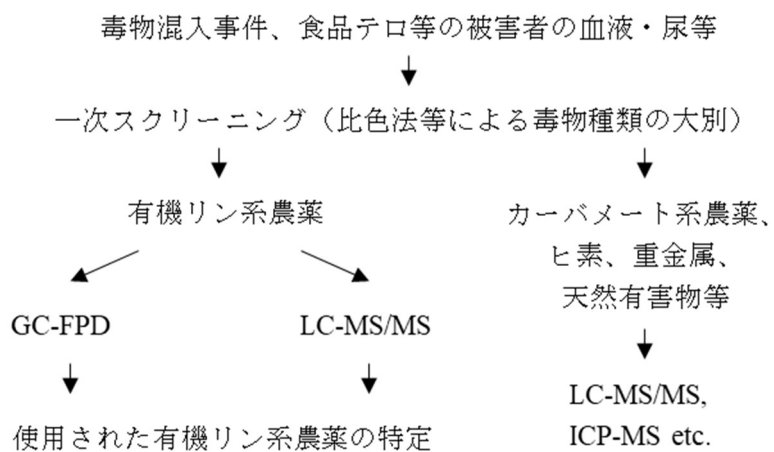 毒物混入事件、食品テロ等の被害者の血液・尿等
一次スクリーニング（比色法等による毒物種類の大別）
有機リン系農薬
カーバメート系農薬、
ヒ素、重金属、
天然有害物等
GC-FPD
LC-MS/MS
使用された有機リン系農薬の特定
LC-MS/MS,
ICP-MS etc.